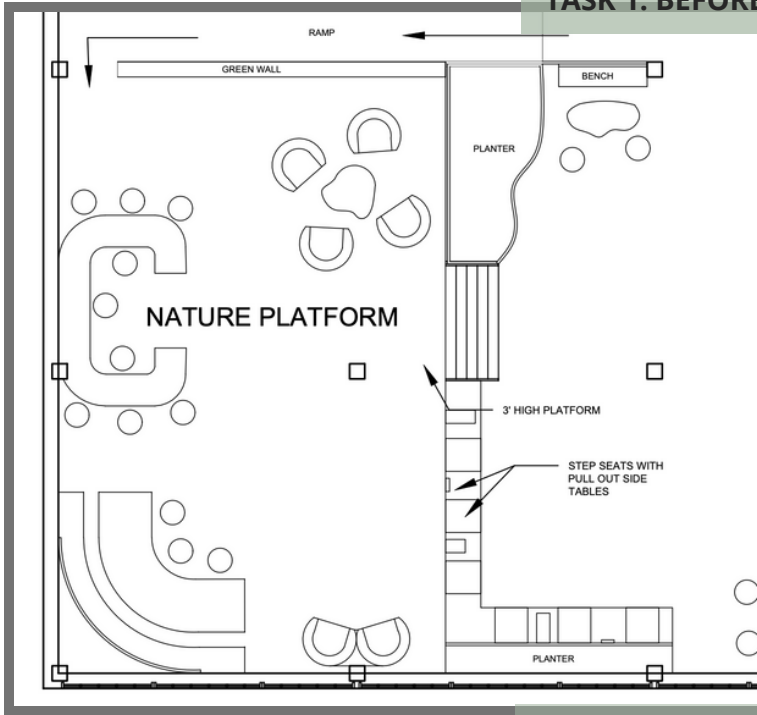 TASK 1: BEFORE
RAMP
GREEN WALL
BENCH
PLANTER
NATURE PLATFORM
3' HIGH PLATFORM
STEP SEATS WITH
PULL OUT SIDE
TABLES
PLANTER